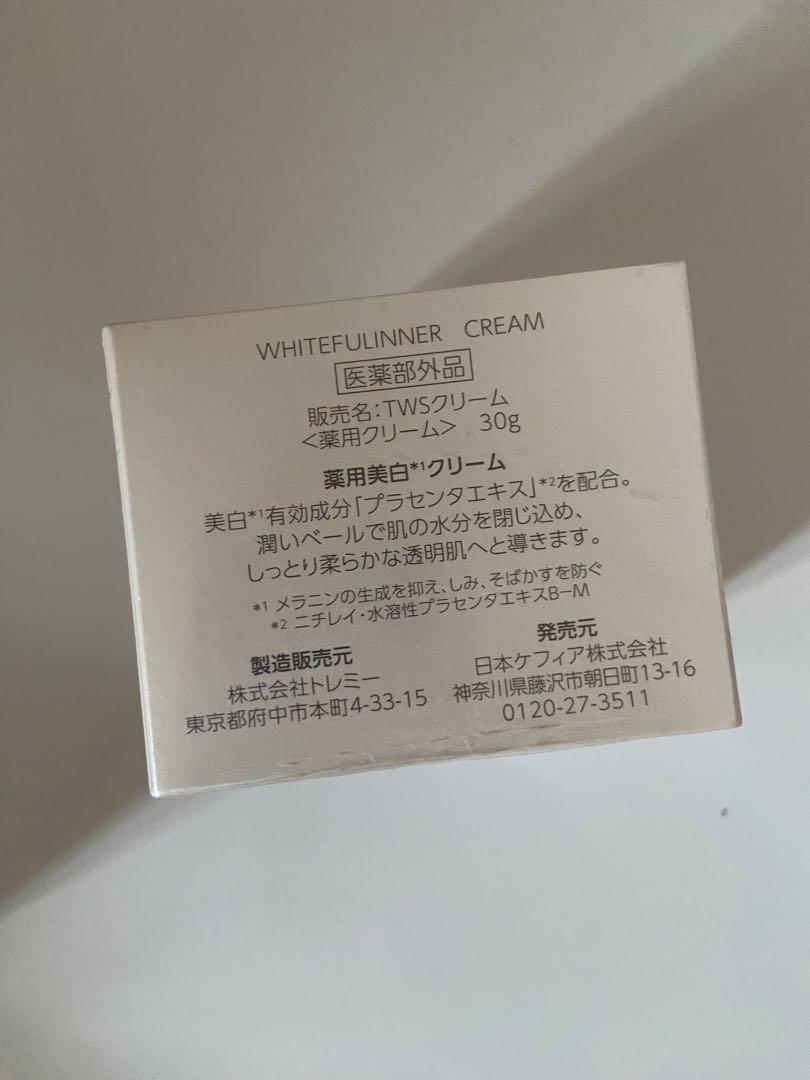 WHITEFULINNER CREAM
医薬部外品
販売名:TWSクリーム
<薬用クリーム> 30g
薬用美白*1クリーム
美白*1有効成分「プラセンタエキス」*2を配合。
潤いベールで肌の水分を閉じ込め、
しっとり柔らかな透明肌へと導きます。
*1 メラニンの生成を抑え、しみ、そばかすを防ぐ
*2 ニチレイ・水溶性プラセンタエキスB-M
製造販売元
株式会社トレミー
東京都府中市本町4-33-15
発売元
日本ケフィア株式会社
神奈川県藤沢市朝日町13-16
0120-27-3511